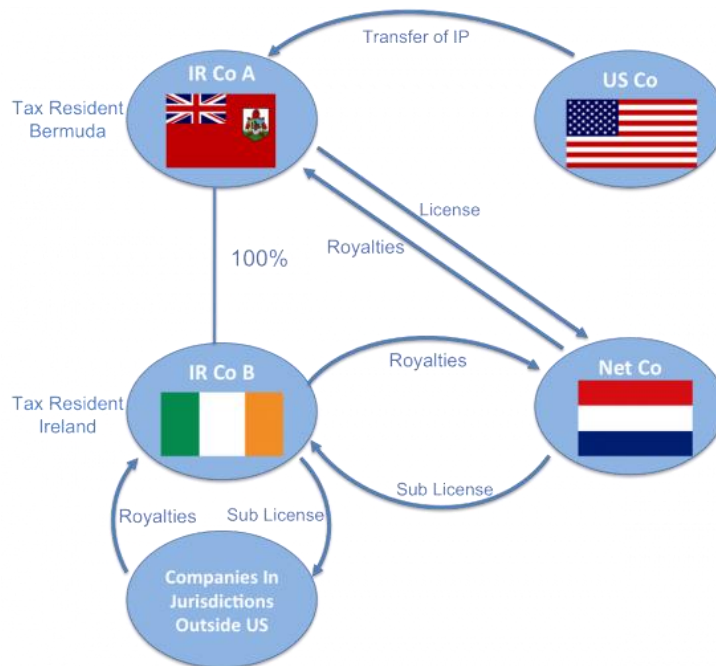 Transfer of IP
IR Co A
US Co
Tax Resident
Bermuda
License
Royalties
100%
IR Co B
Royalties
Net Co
Tax Resident
Ireland
Sub License
Royalties
Sub License
Companies In
Jurisdictions
Outside US